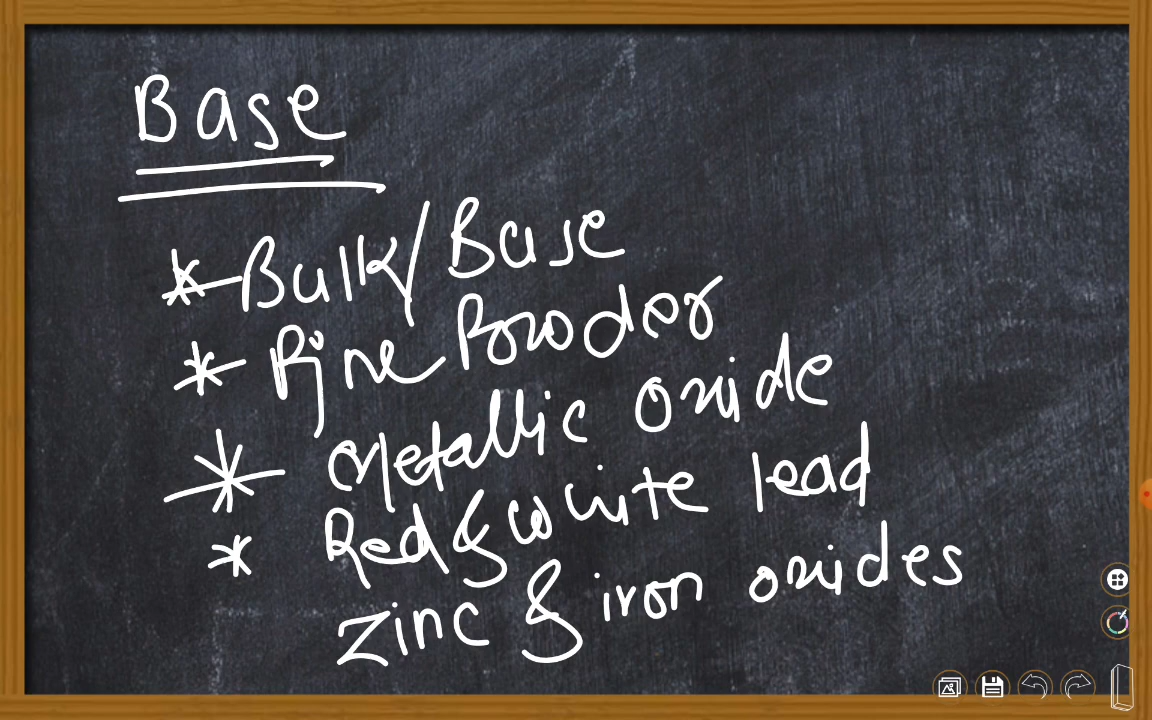 Base
* Bulk/Base
* Fine Powder
* Metallic oxide
* Red & white lead
Zinc & iron oxides